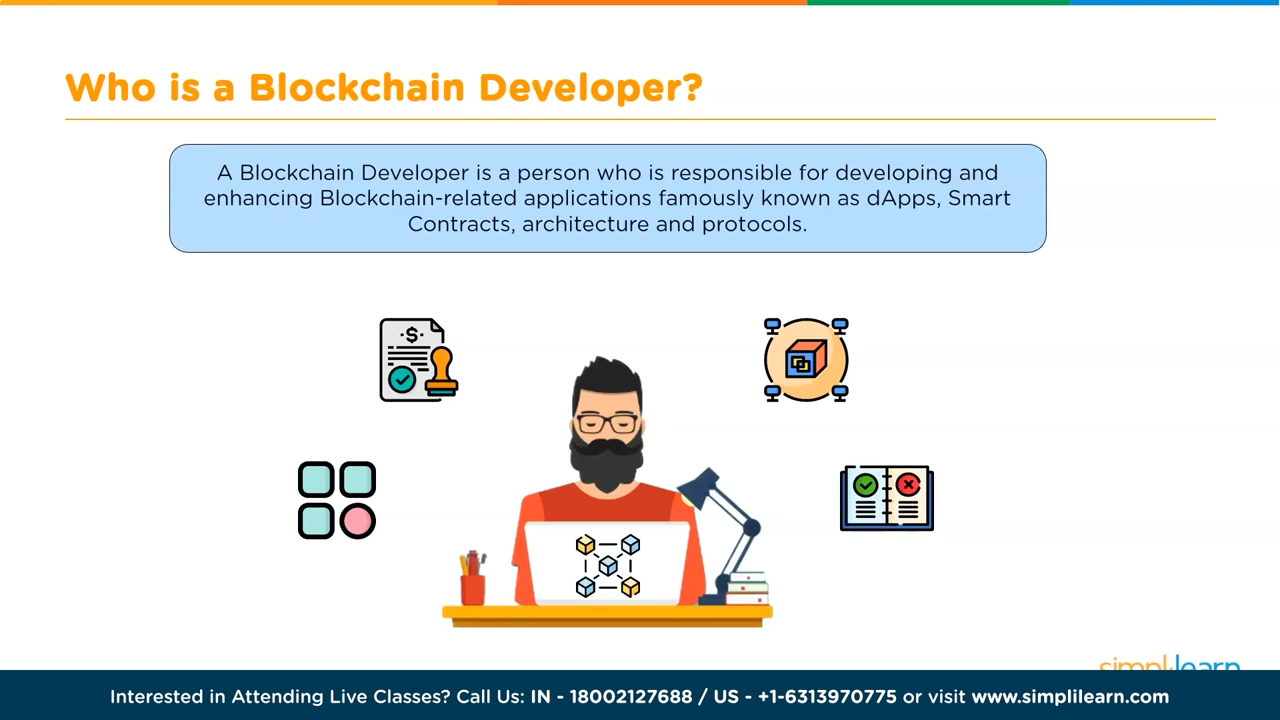 Who is a Blockchain Developer?
A Blockchain Developer is a person who is responsible for developing and
enhancing Blockchain-related applications famously known as dApps, Smart
Contracts, architecture and protocols.
$
simplilearn
Interested in Attending Live Classes? Call Us: IN - 18002127688 / US - +1-6313970775 or visit www.simplilearn.com